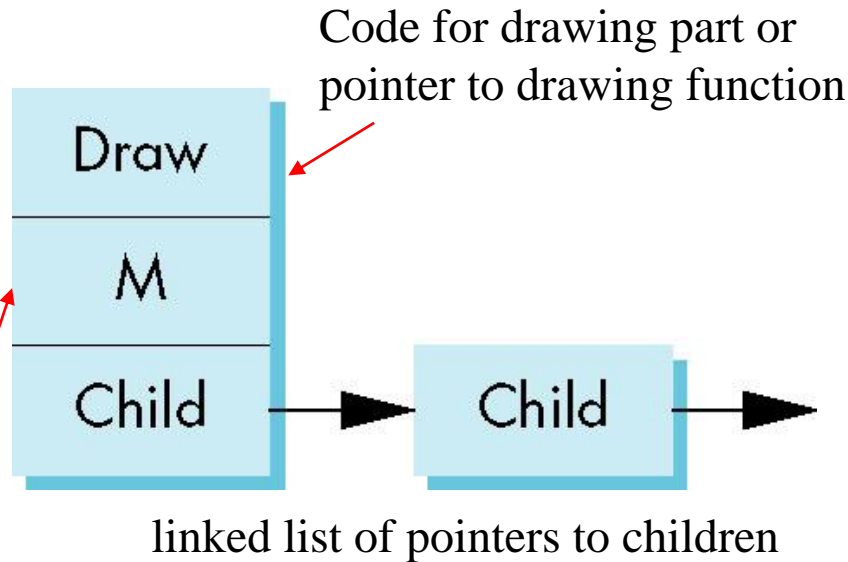 Code for drawing part or
pointer to drawing function
Draw
M
Child
Child
linked list of pointers to children